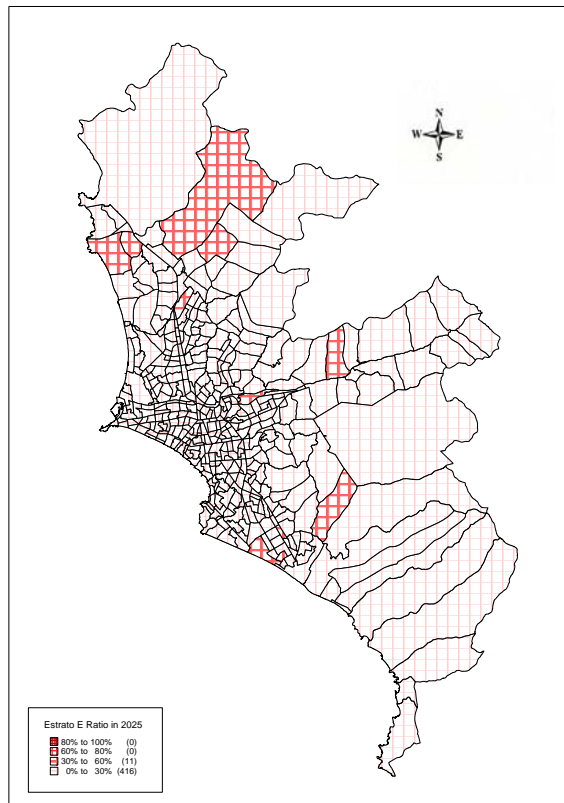 N
W E
S
Estrato E Ratio in 2025
80% to 100% (0)
60% to 80% (0)
30% to 60% (11)
0% to 30% (416)